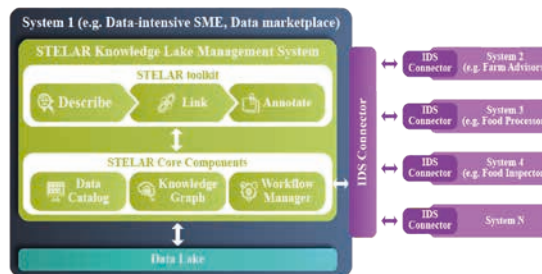 System 1 (e.g. Data-intensive SME, Data marketplace)
STELAR Knowledge Lake Management System
STELAR toolkit
Describe
Link
Annotate
STELAR Core Components
Data
Catalog
Knowledge
Graph
Workflow
Manager
Data Lake
IDS Connector
IDS
Connector
System 2
(e.g. Farm Advisors
IDS
Connector
System 3
(e.g. Food Processor
IDS
Connector
System 4
(e.g. Food Inspector
IDS
Connector
System N